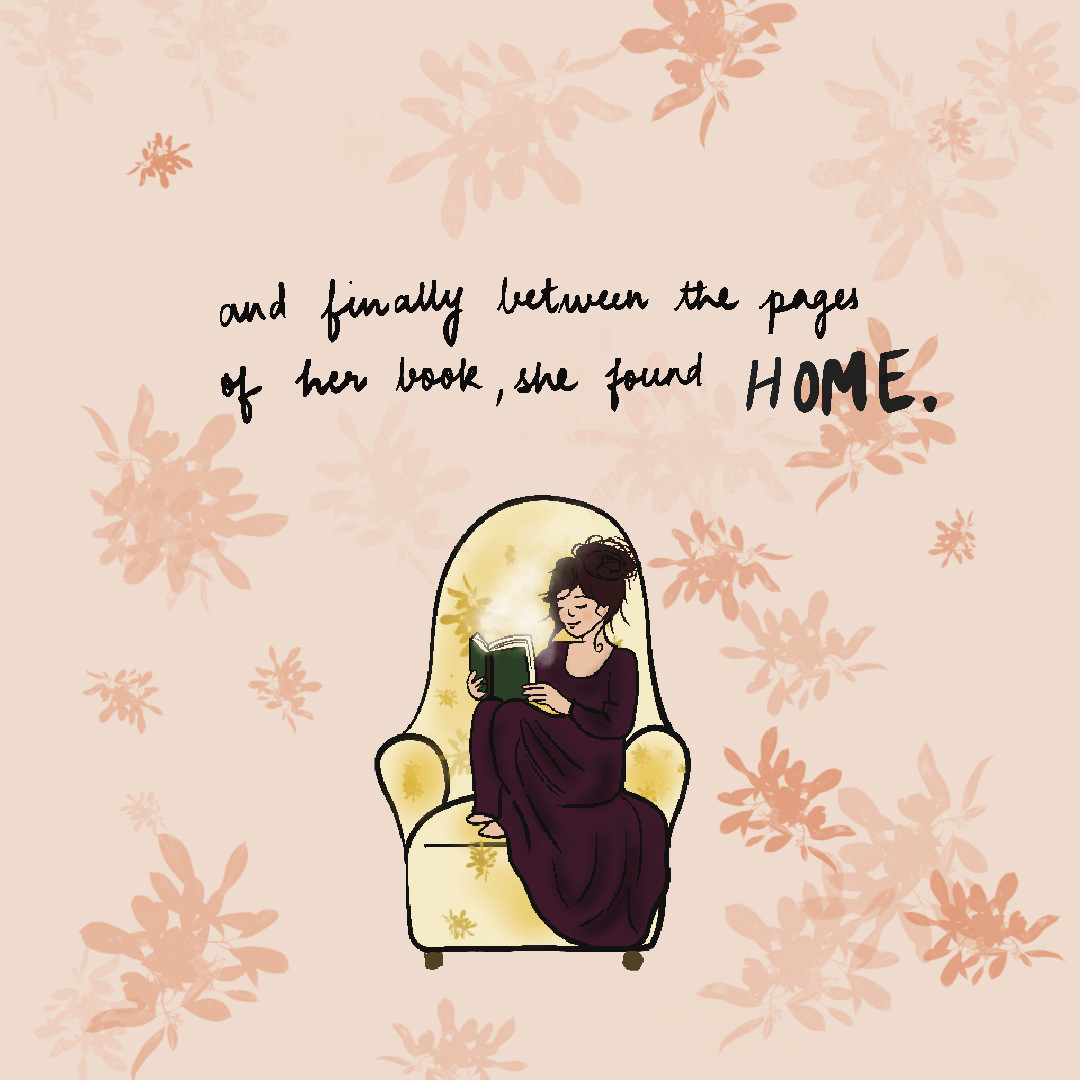 and finally between the pages
of her book, she found HOME.